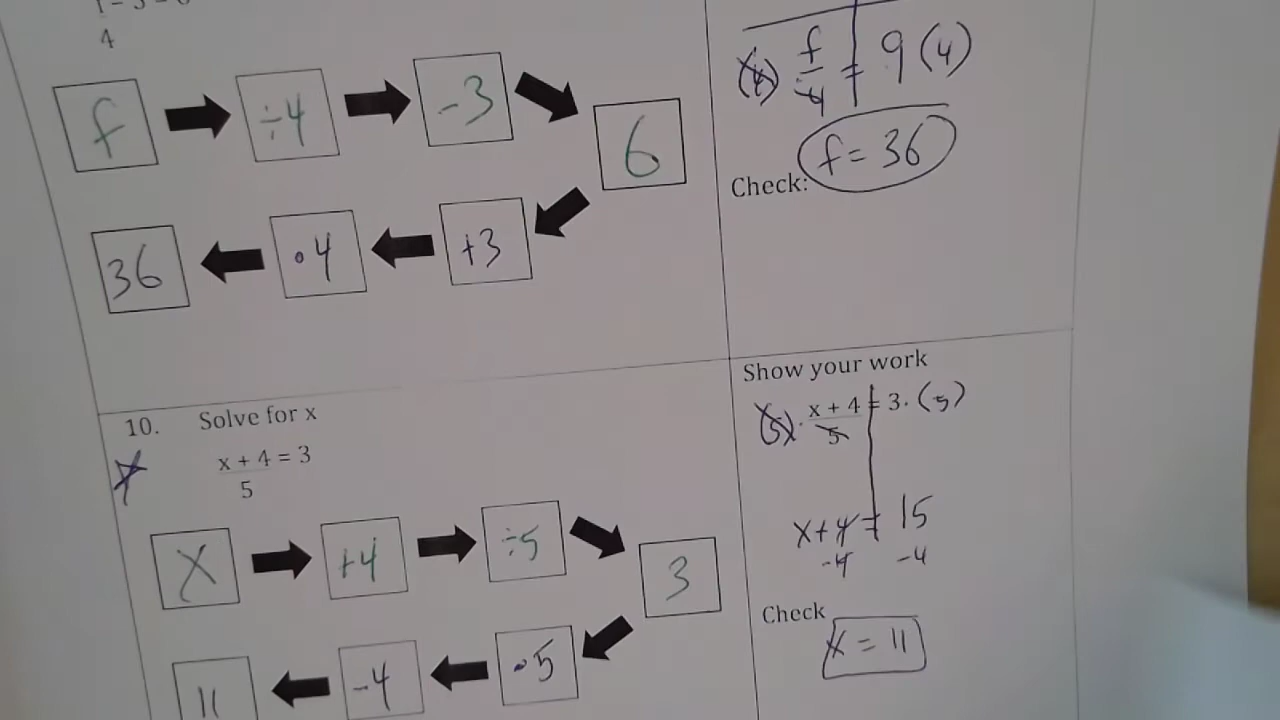 4
f ÷4 -3
6
36 •4 +3
(4) f/4 = 9 (4)
f = 36
Check:
10. Solve for x
x + 4 = 3
5
X +4 ÷5
3
11 -4 •5
Show your work
(5) · x + 4 = 3 · (5)
5
x+4 = 15
-4 -4
Check
x = 11